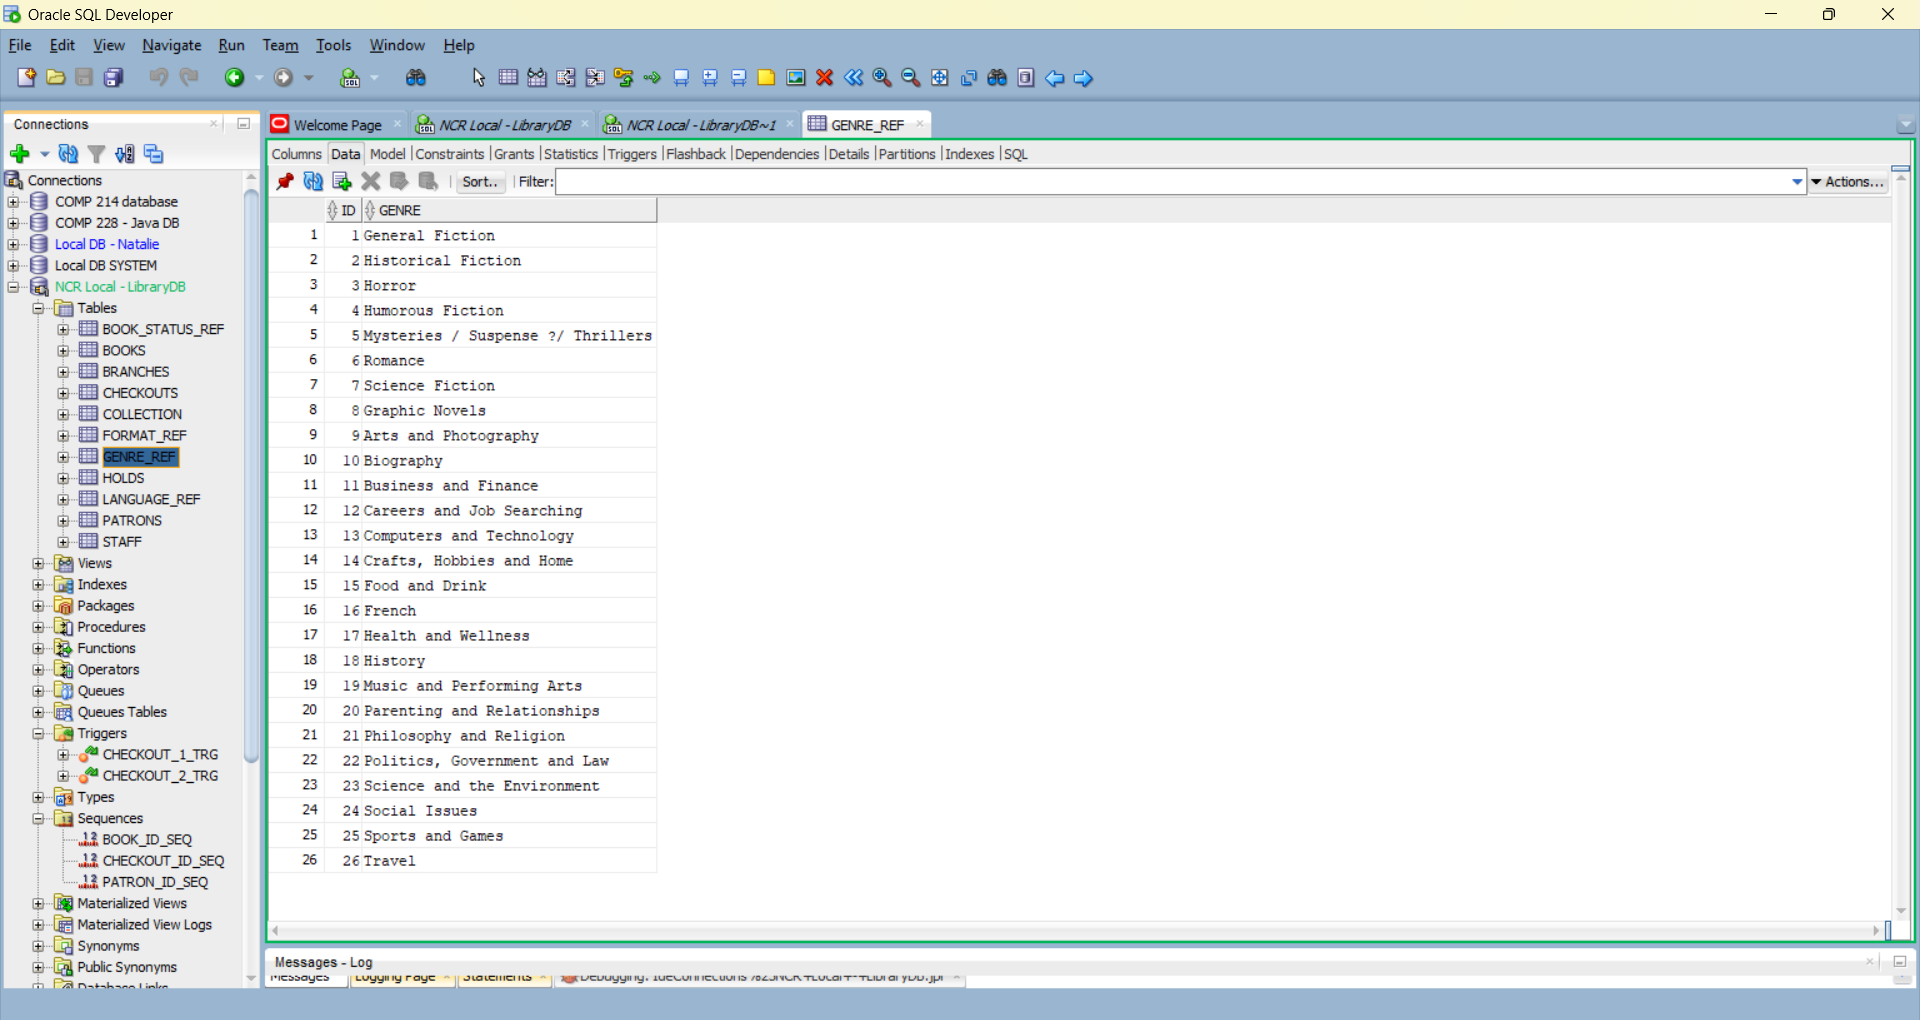 Oracle SQL Developer
File Edit View Navigate Run Team Tools Window Help
Connections
Welcome Page NCR Local - LibraryDB NCR Local - LibraryDB~1 GENRE_REF
Columns Data Model Constraints Grants Statistics Triggers Flashback Dependencies Details Partitions Indexes SQL
Sort.. Filter: Actions...
Connections
COMP 214 database
COMP 228 - Java DB
Local DB - Natalie
Local DB SYSTEM
NCR Local - LibraryDB
Tables
BOOK_STATUS_REF
BOOKS
BRANCHES
CHECKOUTS
COLLECTION
FORMAT_REF
GENRE_REF
HOLDS
LANGUAGE_REF
PATRONS
STAFF
Views
Indexes
Packages
Procedures
Functions
Operators
Queues
Queues Tables
Triggers
CHECKOUT_1_TRG
CHECKOUT_2_TRG
Types
Sequences
BOOK_ID_SEQ
CHECKOUT_ID_SEQ
PATRON_ID_SEQ
Materialized Views
Materialized View Logs
Synonyms
Public Synonyms
Database Links
ID GENRE
1 1 General Fiction
2 2 Historical Fiction
3 3 Horror
4 4 Humorous Fiction
5 5 Mysteries / Suspense ?/ Thrillers
6 6 Romance
7 7 Science Fiction
8 8 Graphic Novels
9 9 Arts and Photography
10 10 Biography
11 11 Business and Finance
12 12 Careers and Job Searching
13 13 Computers and Technology
14 14 Crafts, Hobbies and Home
15 15 Food and Drink
16 16 French
17 17 Health and Wellness
18 18 History
19 19 Music and Performing Arts
20 20 Parenting and Relationships
21 21 Philosophy and Religion
22 22 Politics, Government and Law
23 23 Science and the Environment
24 24 Social Issues
25 25 Sports and Games
26 26 Travel
Messages - Log
Messages Logging Page Statements Debugging: IdeConnections%23NCR+Local+-+LibraryDB.jpr